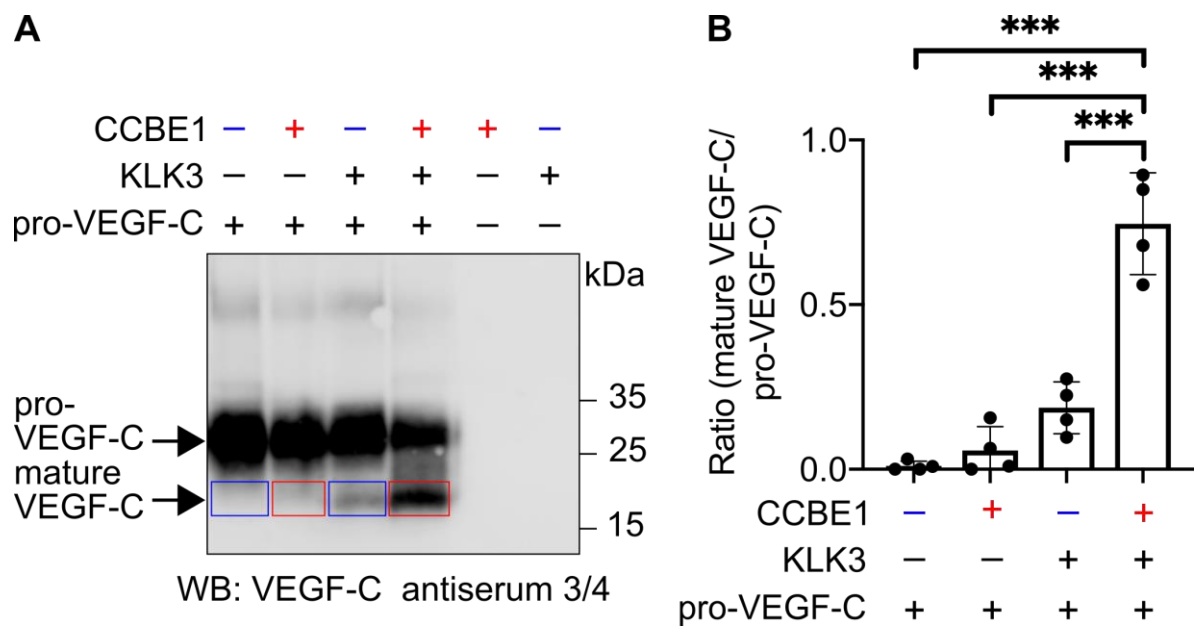 A
CCBE1 − + − + + −
KLK3 − − + + − +
pro-VEGF-C + + + + − −
kDa
35
pro-
VEGF-C
25
mature
VEGF-C
15
WB: VEGF-C antiserum 3/4
B
***
***
***
Ratio (mature VEGF-C/
pro-VEGF-C)
1.0
0.5
0.0
CCBE1 − + − +
KLK3 − − + +
pro-VEGF-C + + + +